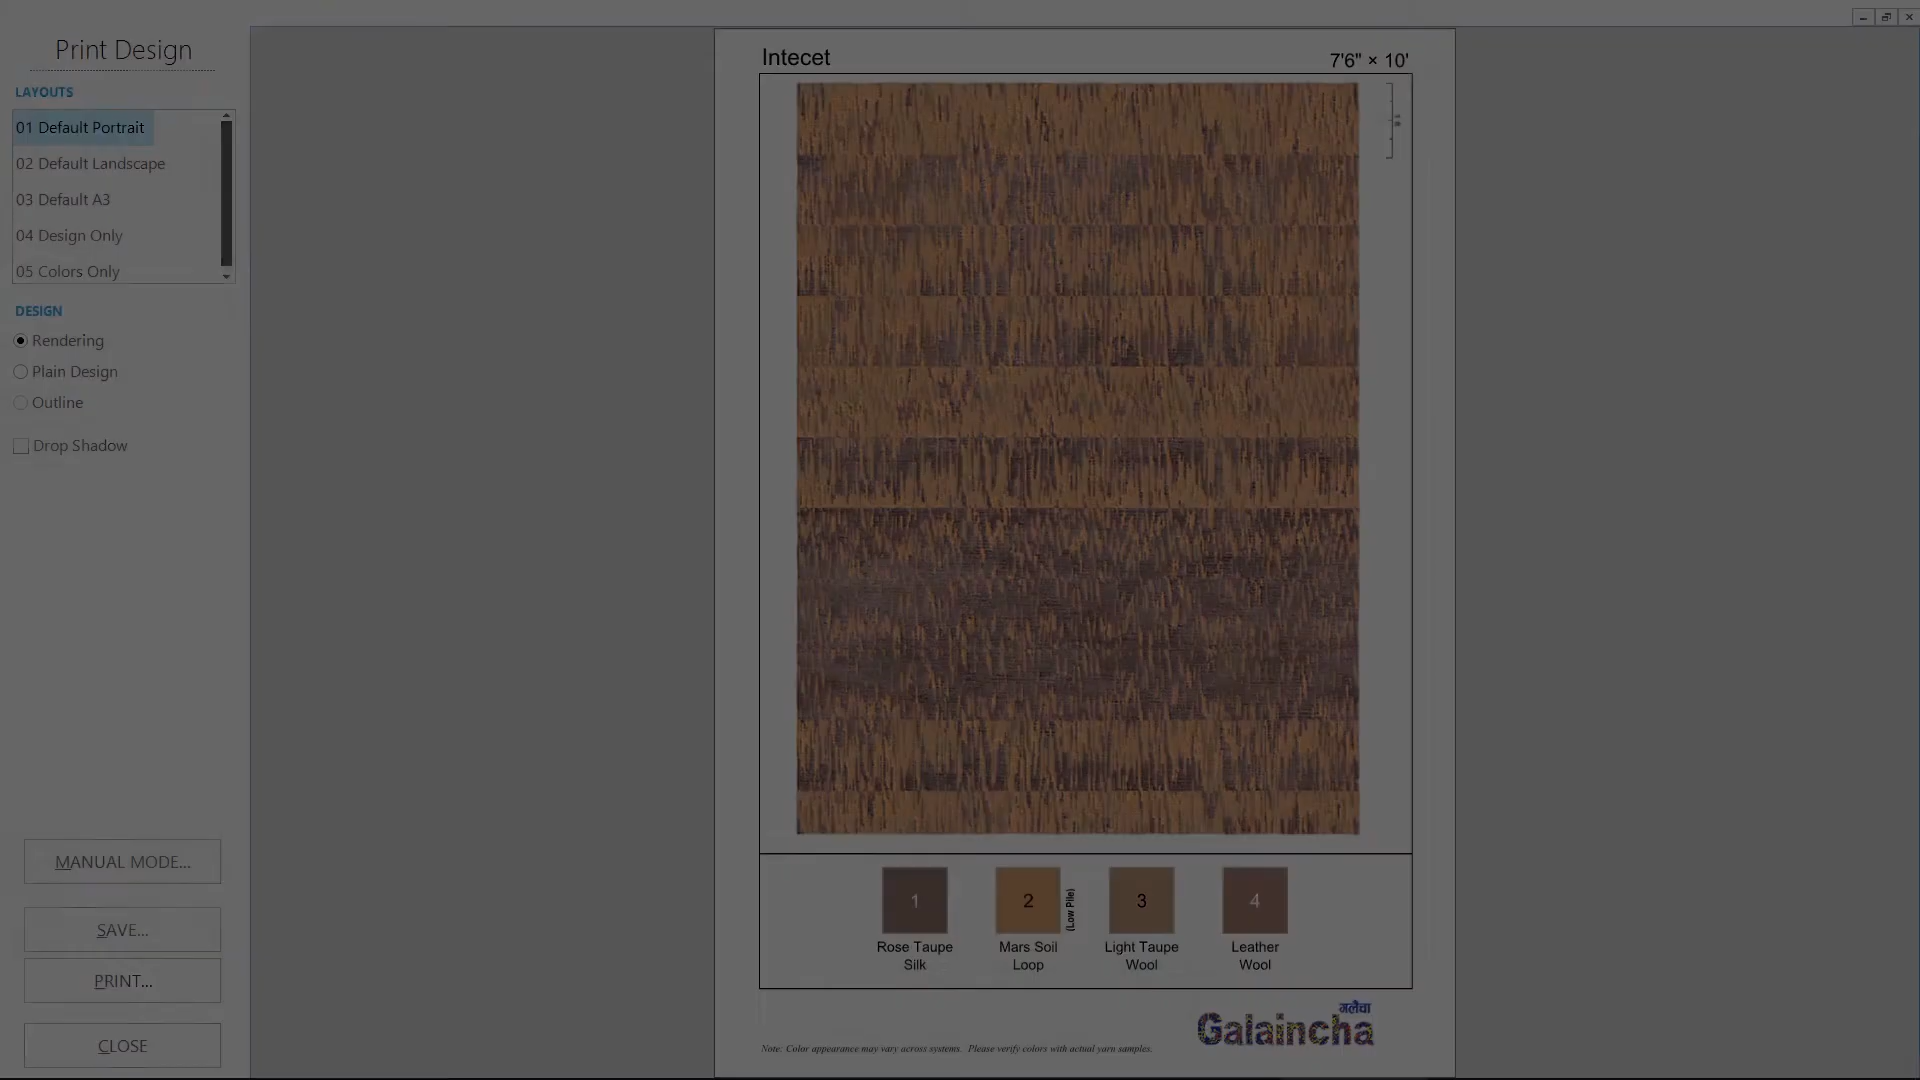 Print Design
LAYOUTS
01 Default Portrait
02 Default Landscape
03 Default A3
04 Design Only
05 Colors Only
DESIGN
Rendering
Plain Design
Outline
Drop Shadow
MANUAL MODE...
SAVE...
PRINT...
CLOSE
Intecet
7'6" × 10'
1
2
(Low Pile)
3
4
Rose Taupe
Silk
Mars Soil
Loop
Light Taupe
Wool
Leather
Wool
गलैंचा
Galaincha
Note: Color appearance may vary across systems. Please verify colors with actual yarn samples.